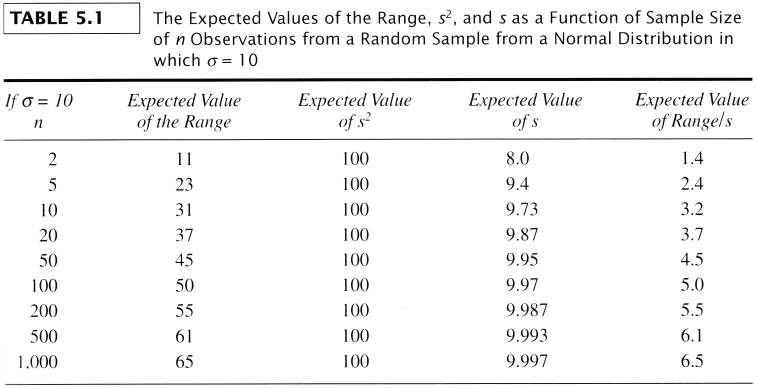 TABLE 5.1
The Expected Values of the Range, s², and s as a Function of Sample Size
of n Observations from a Random Sample from a Normal Distribution in
which σ = 10
If σ = 10 Expected Value Expected Value Expected Value Expected Value
n of the Range of s² of s of Range/s
2 11 100 8.0 1.4
5 23 100 9.4 2.4
10 31 100 9.73 3.2
20 37 100 9.87 3.7
50 45 100 9.95 4.5
100 50 100 9.97 5.0
200 55 100 9.987 5.5
500 61 100 9.993 6.1
1,000 65 100 9.997 6.5